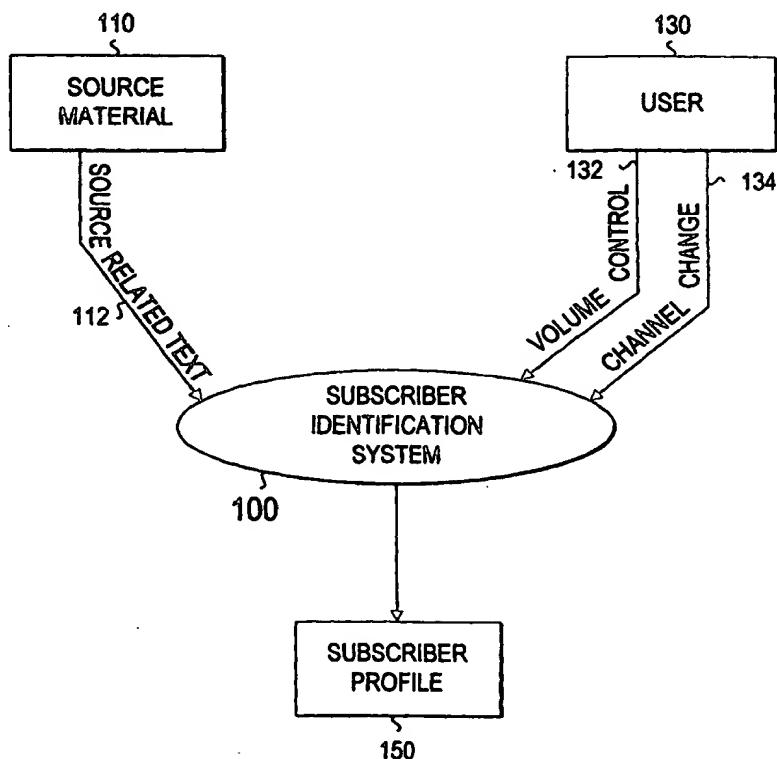 110
SOURCE
MATERIAL
130
USER
132
134
SOURCE RELATED TEXT
112
VOLUME CONTROL
CHANNEL CHANGE
SUBSCRIBER
IDENTIFICATION
SYSTEM
100
SUBSCRIBER
PROFILE
150